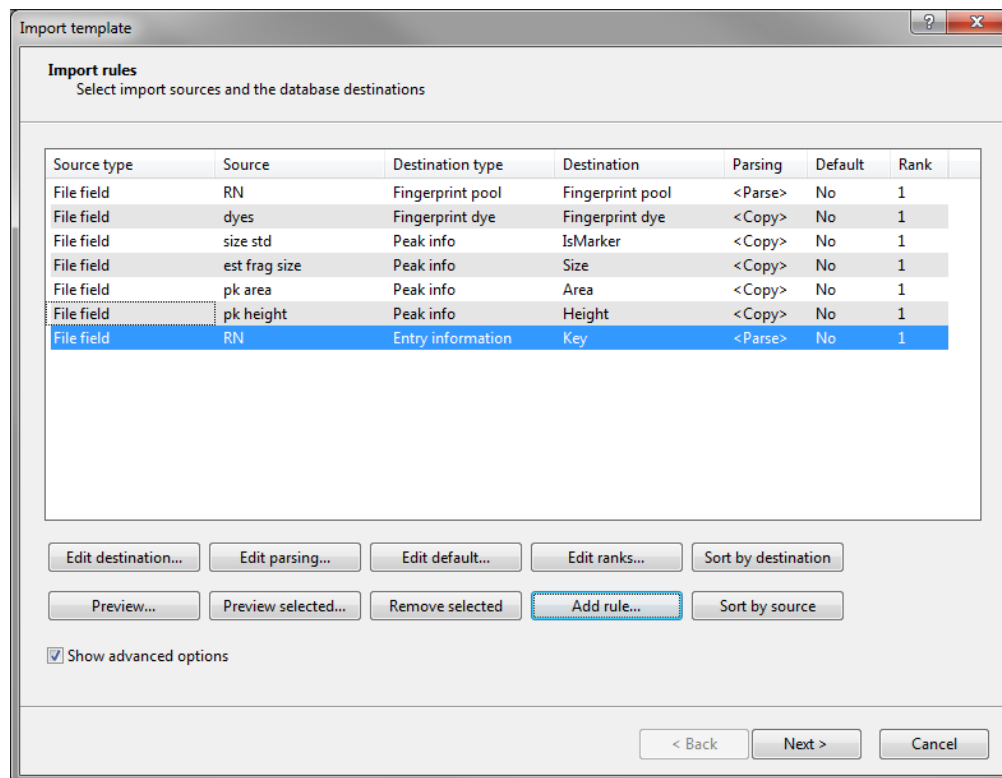 Import template
Import rules
Select import sources and the database destinations
Source type Source Destination type Destination Parsing Default Rank
File field RN Fingerprint pool Fingerprint pool <Parse> No 1
File field dyes Fingerprint dye Fingerprint dye <Copy> No 1
File field size std Peak info IsMarker <Copy> No 1
File field est frag size Peak info Size <Copy> No 1
File field pk area Peak info Area <Copy> No 1
File field pk height Peak info Height <Copy> No 1
File field RN Entry information Key <Parse> No 1
Edit destination... Edit parsing... Edit default... Edit ranks... Sort by destination
Preview... Preview selected... Remove selected Add rule... Sort by source
Show advanced options
< Back Next > Cancel